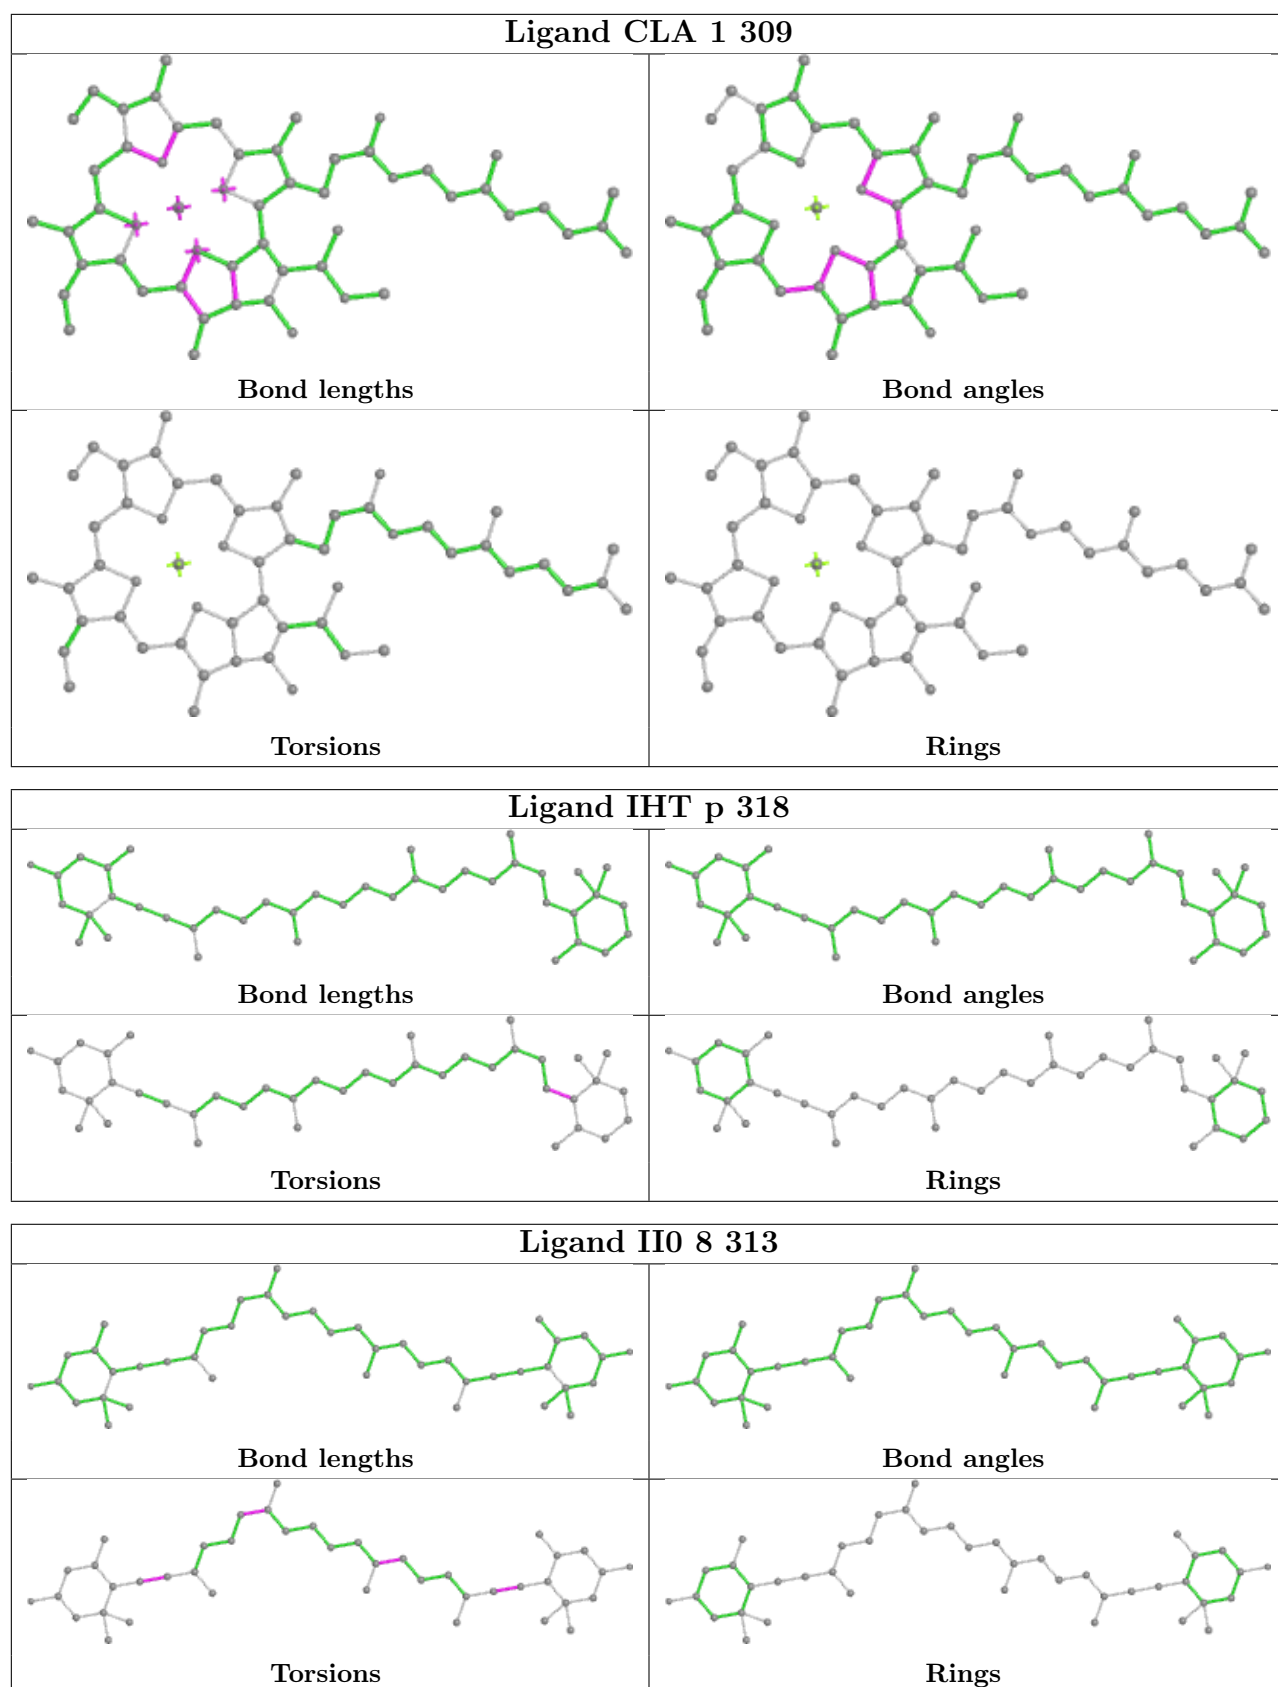 Ligand CLA 1 309
Bond lengths
Bond angles
Torsions
Rings
Ligand IHT p 318
Bond lengths
Bond angles
Torsions
Rings
Ligand II0 8 313
Bond lengths
Bond angles
Torsions
Rings